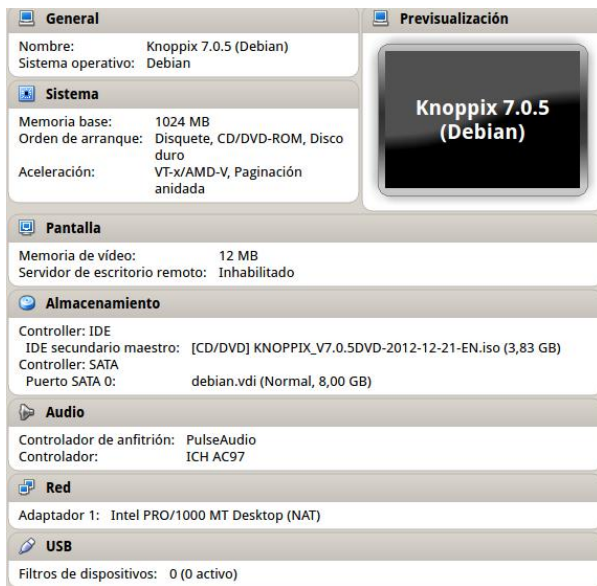 General
Nombre: Knoppix 7.0.5 (Debian)
Sistema operativo: Debian
Previsualización
Knoppix 7.0.5
(Debian)
Sistema
Memoria base: 1024 MB
Orden de arranque: Disquete, CD/DVD-ROM, Disco
duro
Aceleración: VT-x/AMD-V, Paginación
anidada
Pantalla
Memoria de vídeo: 12 MB
Servidor de escritorio remoto: Inhabilitado
Almacenamiento
Controller: IDE
IDE secundario maestro: [CD/DVD] KNOPPIX_V7.0.5DVD-2012-12-21-EN.iso (3,83 GB)
Controller: SATA
Puerto SATA 0: debian.vdi (Normal, 8,00 GB)
Audio
Controlador de anfitrión: PulseAudio
Controlador: ICH AC97
Red
Adaptador 1: Intel PRO/1000 MT Desktop (NAT)
USB
Filtros de dispositivos: 0 (0 activo)